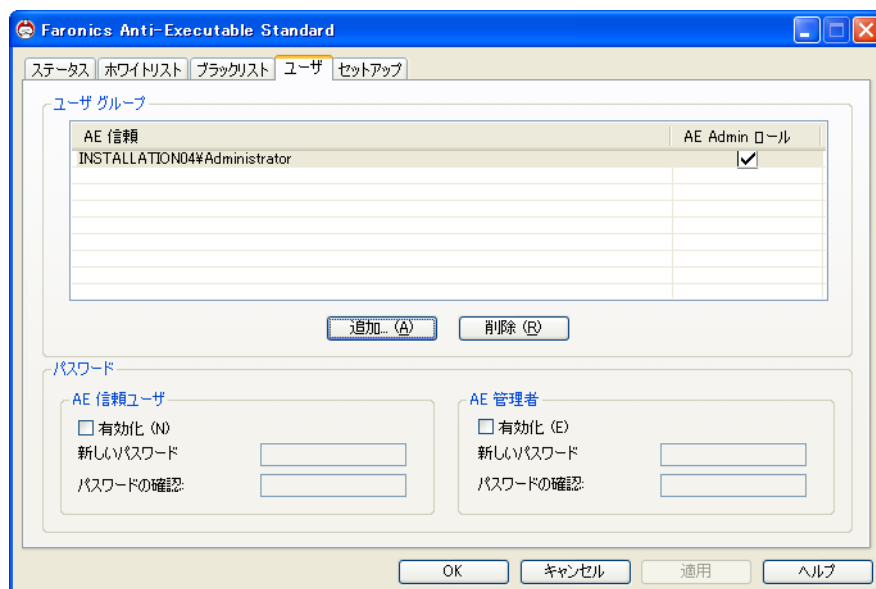 Faronics Anti-Executable Standard
ステータス ホワイトリスト ブラックリスト ユーザ セットアップ
ユーザ グループ
AE 信頼 AE Admin ロール
INSTALLATION04¥Administrator
追加... (A) 削除 (R)
パスワード
AE 信頼ユーザ AE 管理者
有効化 (N) 有効化 (E)
新しいパスワード 新しいパスワード
パスワードの確認: パスワードの確認:
OK キャンセル 適用 ヘルプ